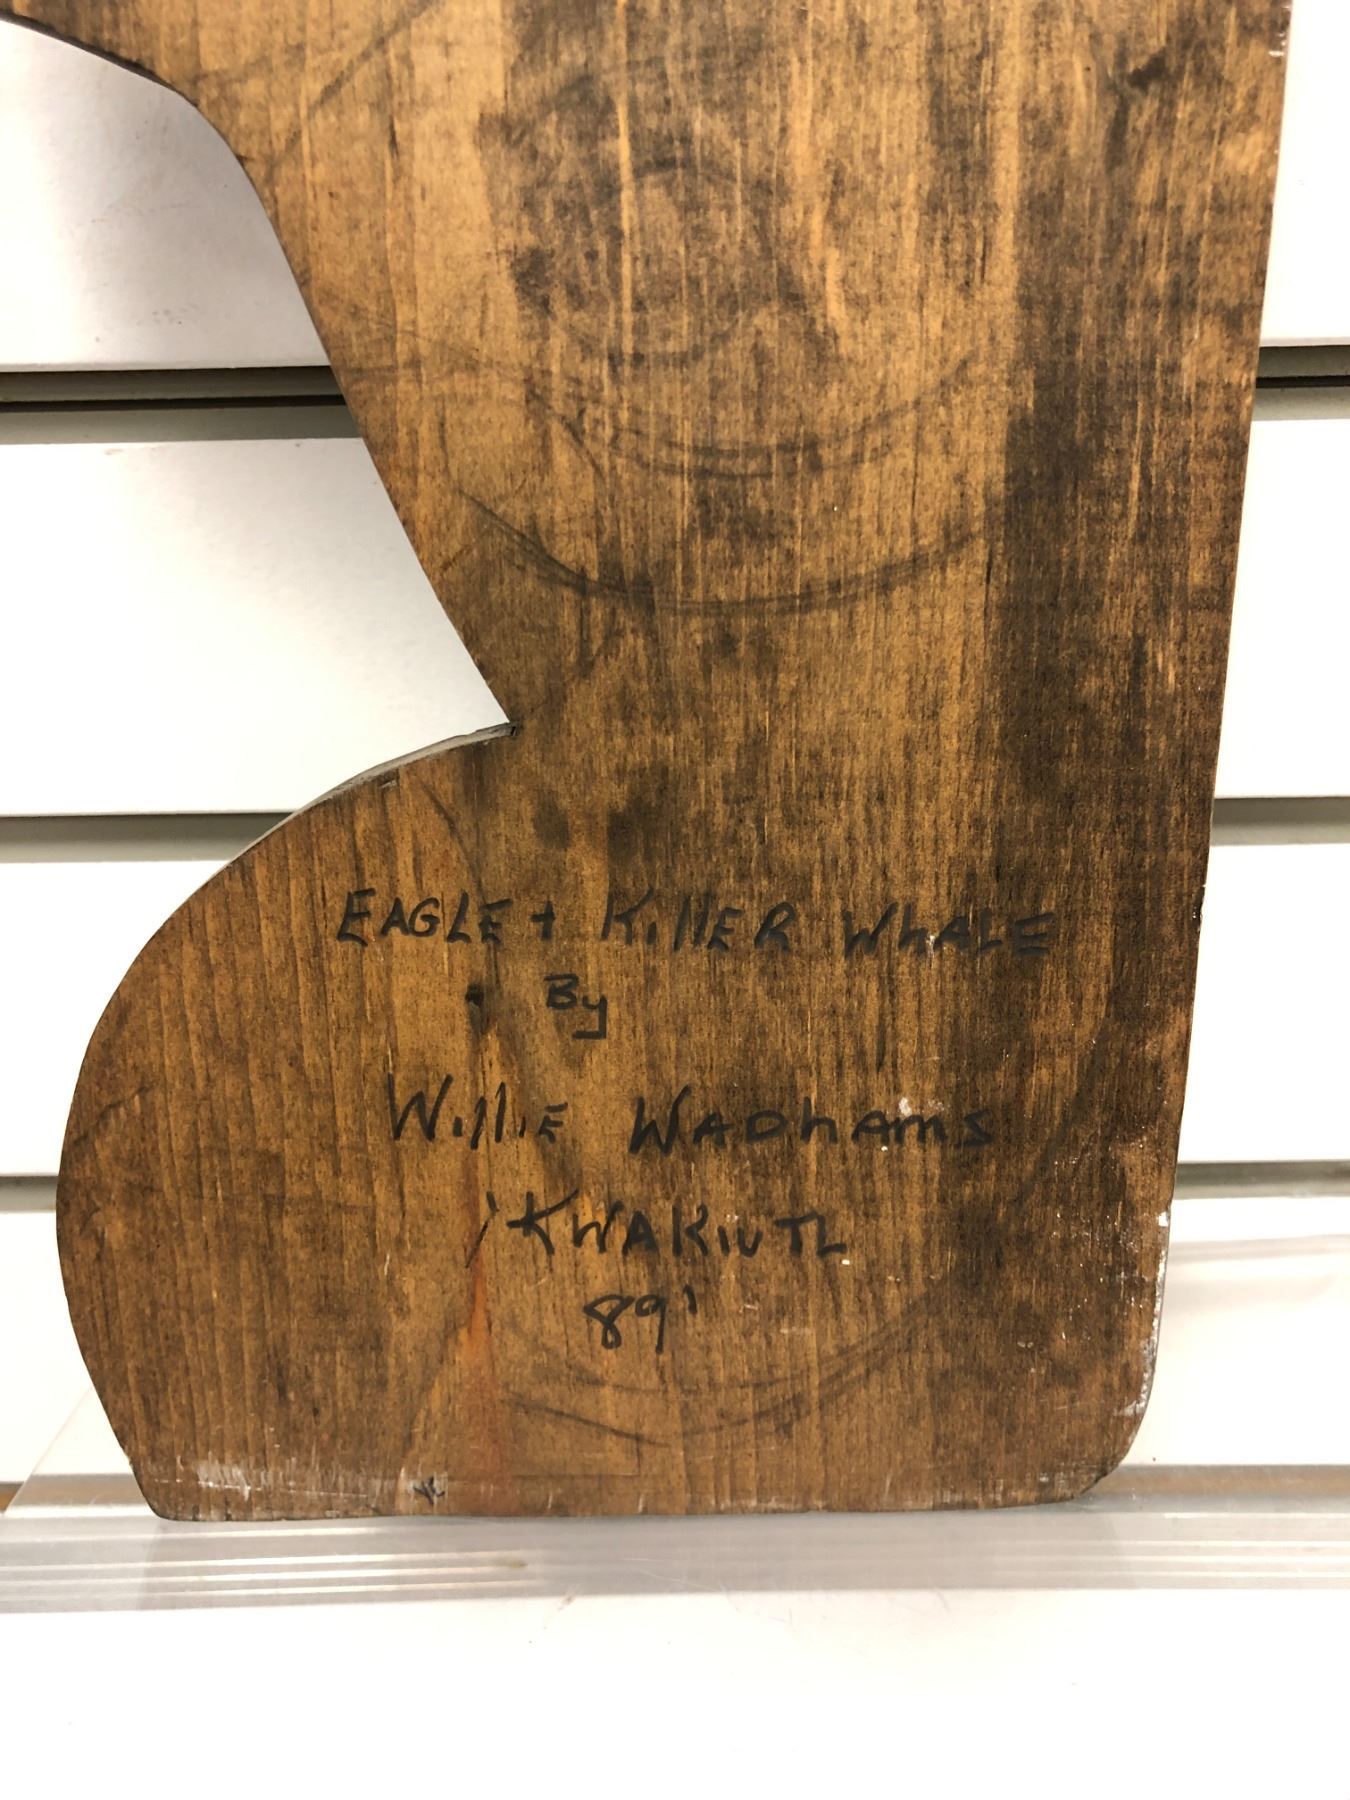 EAGLE + KillER WhALE
By
WilliE WADhAms
KWAKIUTL
89'